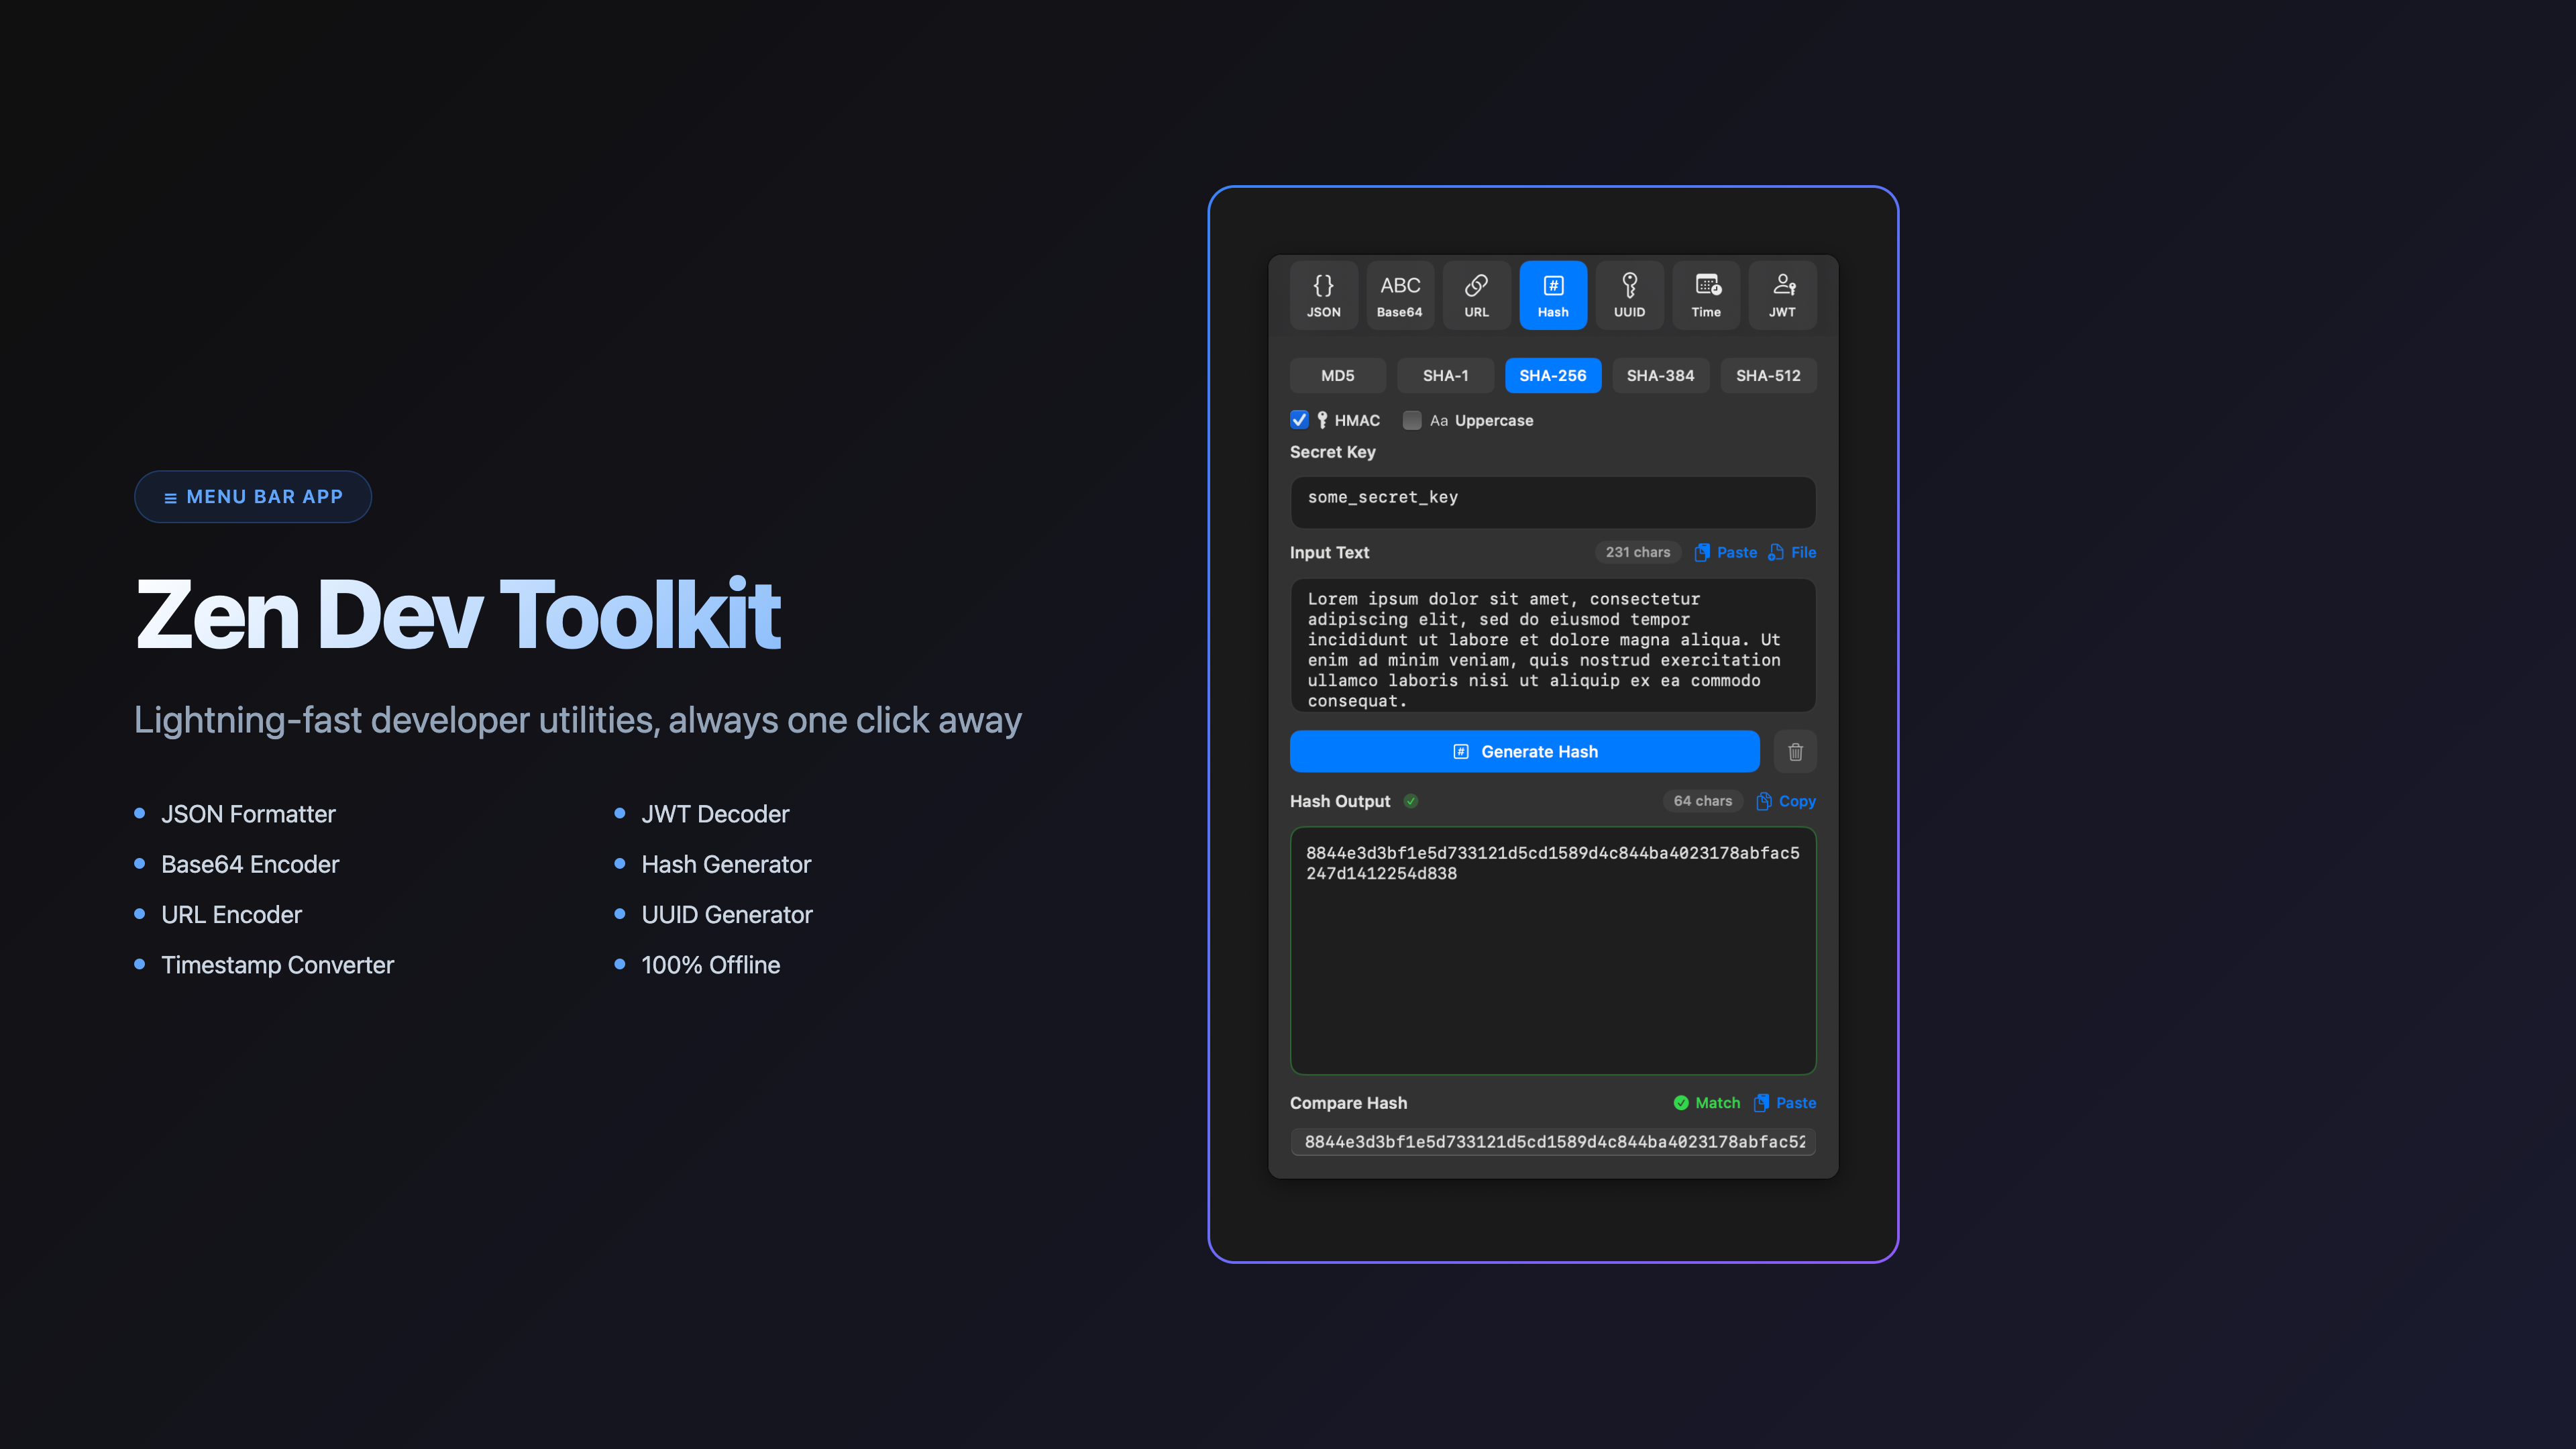 MENU BAR APP
Zen Dev Toolkit
Lightning-fast developer utilities, always one click away
JSON Formatter
Base64 Encoder
URL Encoder
Timestamp Converter
JWT Decoder
Hash Generator
UUID Generator
100% Offline
{ } ABC #
JSON Base64 URL Hash UUID Time JWT
MD5 SHA-1 SHA-256 SHA-384 SHA-512
HMAC Aa Uppercase
Secret Key
some_secret_key
Input Text 231 chars Paste File
Lorem ipsum dolor sit amet, consectetur
adipiscing elit, sed do eiusmod tempor
incididunt ut labore et dolore magna aliqua. Ut
enim ad minim veniam, quis nostrud exercitation
ullamco laboris nisi ut aliquip ex ea commodo
consequat.
# Generate Hash
Hash Output 64 chars Copy
8844e3d3bf1e5d733121d5cd1589d4c844ba4023178abfac5
247d1412254d838
Compare Hash Match Paste
8844e3d3bf1e5d733121d5cd1589d4c844ba4023178abfac52